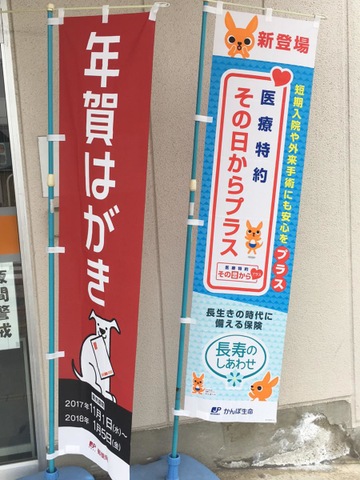 年賀はがき
2017年11月1日(水)〜
2018年1月5日(金)
新登場
短期入院や外来手術にも安心をプラス
医療特約
その日からプラス
医療特約
その日からプラス
長生きの時代に
備える保険
長寿の
しあわせ
JP かんぽ生命
JP